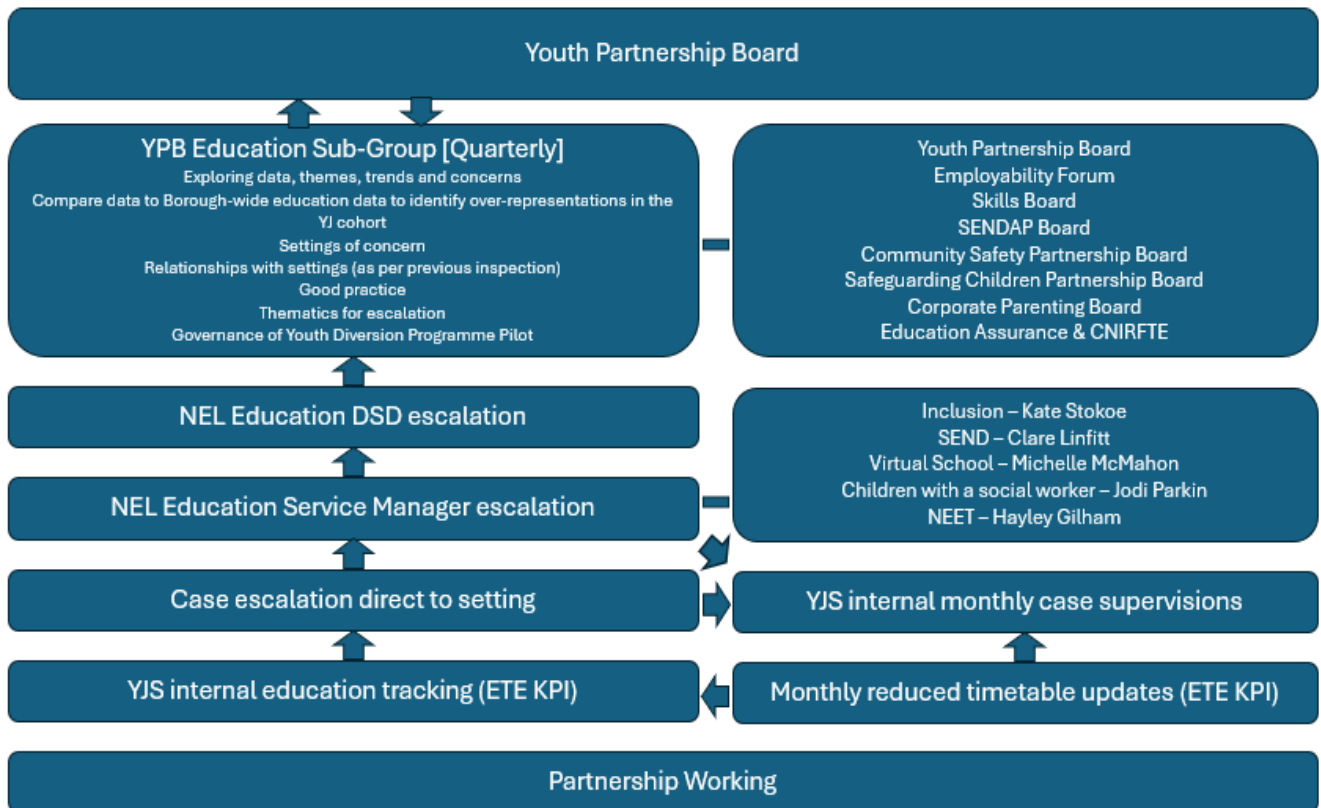 Youth Partnership Board
YPB Education Sub-Group [Quarterly]
Exploring data, themes, trends and concerns
Compare data to Borough-wide education data to identify over-representations in the
YJ cohort
Settings of concern
Relationships with settings (as per previous inspection)
Good practice
Thematics for escalation
Governance of Youth Diversion Programme Pilot
Youth Partnership Board
Employability Forum
Skills Board
SENDAP Board
Community Safety Partnership Board
Safeguarding Children Partnership Board
Corporate Parenting Board
Education Assurance & CNIRFTE
NEL Education DSD escalation
NEL Education Service Manager escalation
Inclusion – Kate Stokoe
SEND – Clare Linfitt
Virtual School – Michelle McMahon
Children with a social worker – Jodi Parkin
NEET – Hayley Gilham
Case escalation direct to setting
YJS internal monthly case supervisions
YJS internal education tracking (ETE KPI)
Monthly reduced timetable updates (ETE KPI)
Partnership Working